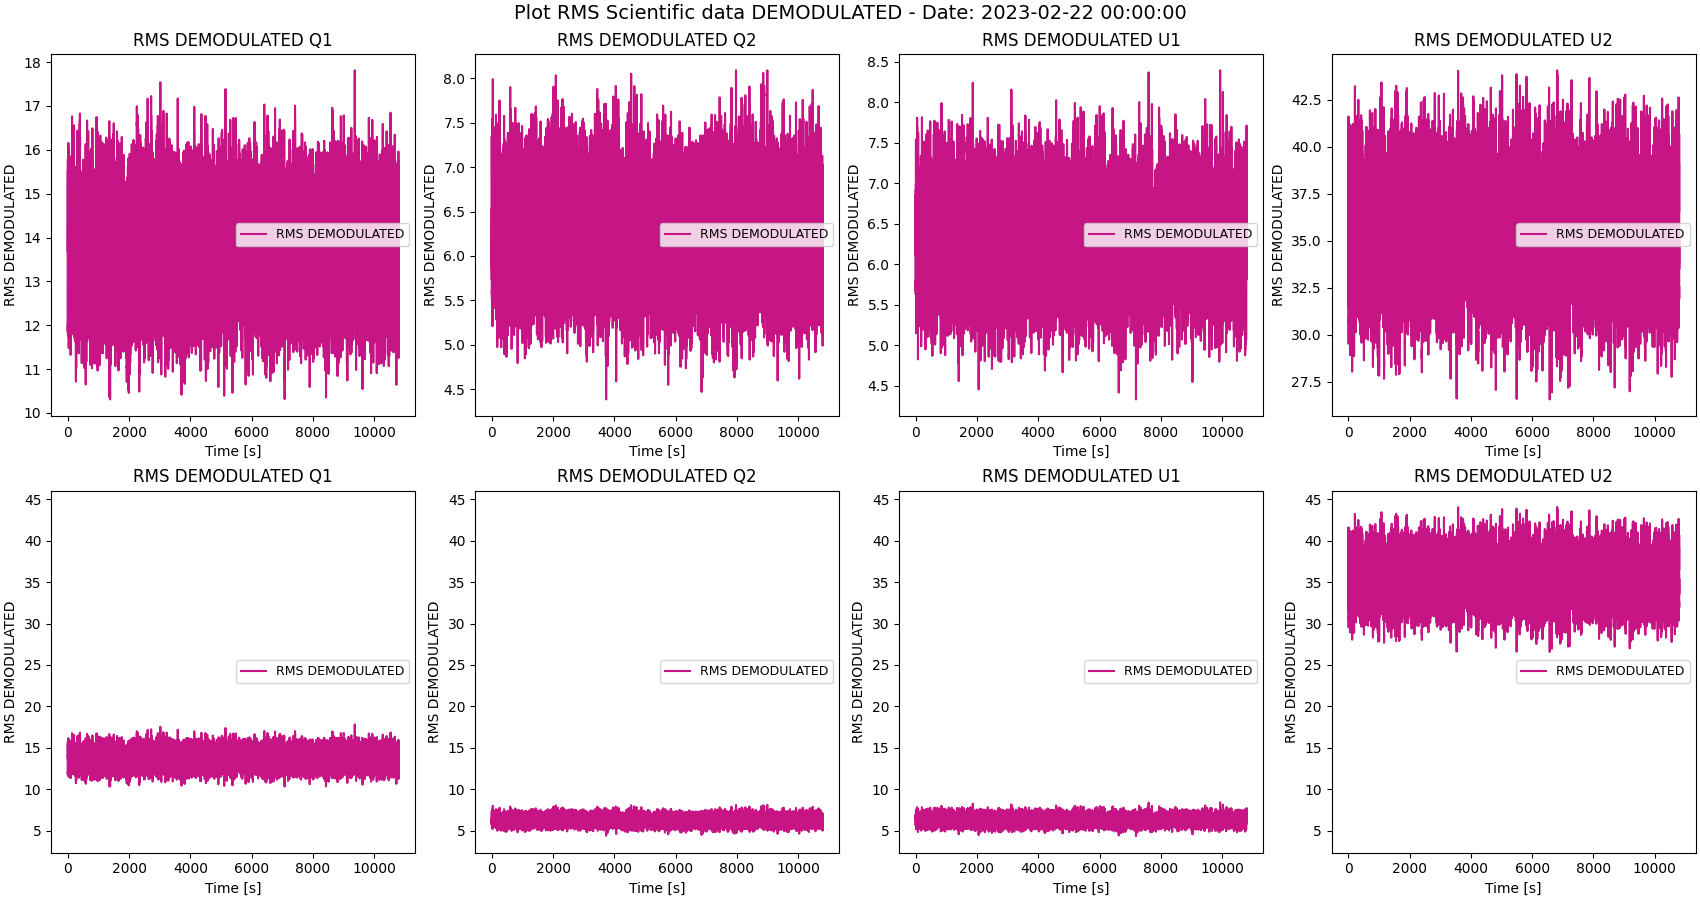 Plot RMS Scientific data DEMODULATED - Date: 2023-02-22 00:00:00
RMS DEMODULATED Q1
RMS DEMODULATED
18
17
16
15
14
13
12
11
10
RMS DEMODULATED
0 2000 4000 6000 8000 10000
Time [s]
RMS DEMODULATED Q2
RMS DEMODULATED
8.0
7.5
7.0
6.5
6.0
5.5
5.0
4.5
RMS DEMODULATED
0 2000 4000 6000 8000 10000
Time [s]
RMS DEMODULATED U1
RMS DEMODULATED
8.5
8.0
7.5
7.0
6.5
6.0
5.5
5.0
4.5
RMS DEMODULATED
0 2000 4000 6000 8000 10000
Time [s]
RMS DEMODULATED U2
RMS DEMODULATED
42.5
40.0
37.5
35.0
32.5
30.0
27.5
RMS DEMODULATED
0 2000 4000 6000 8000 10000
Time [s]
RMS DEMODULATED Q1
RMS DEMODULATED
45
40
35
30
25
20
15
10
5
RMS DEMODULATED
0 2000 4000 6000 8000 10000
Time [s]
RMS DEMODULATED Q2
RMS DEMODULATED
45
40
35
30
25
20
15
10
5
RMS DEMODULATED
0 2000 4000 6000 8000 10000
Time [s]
RMS DEMODULATED U1
RMS DEMODULATED
45
40
35
30
25
20
15
10
5
RMS DEMODULATED
0 2000 4000 6000 8000 10000
Time [s]
RMS DEMODULATED U2
RMS DEMODULATED
45
40
35
30
25
20
15
10
5
RMS DEMODULATED
0 2000 4000 6000 8000 10000
Time [s]